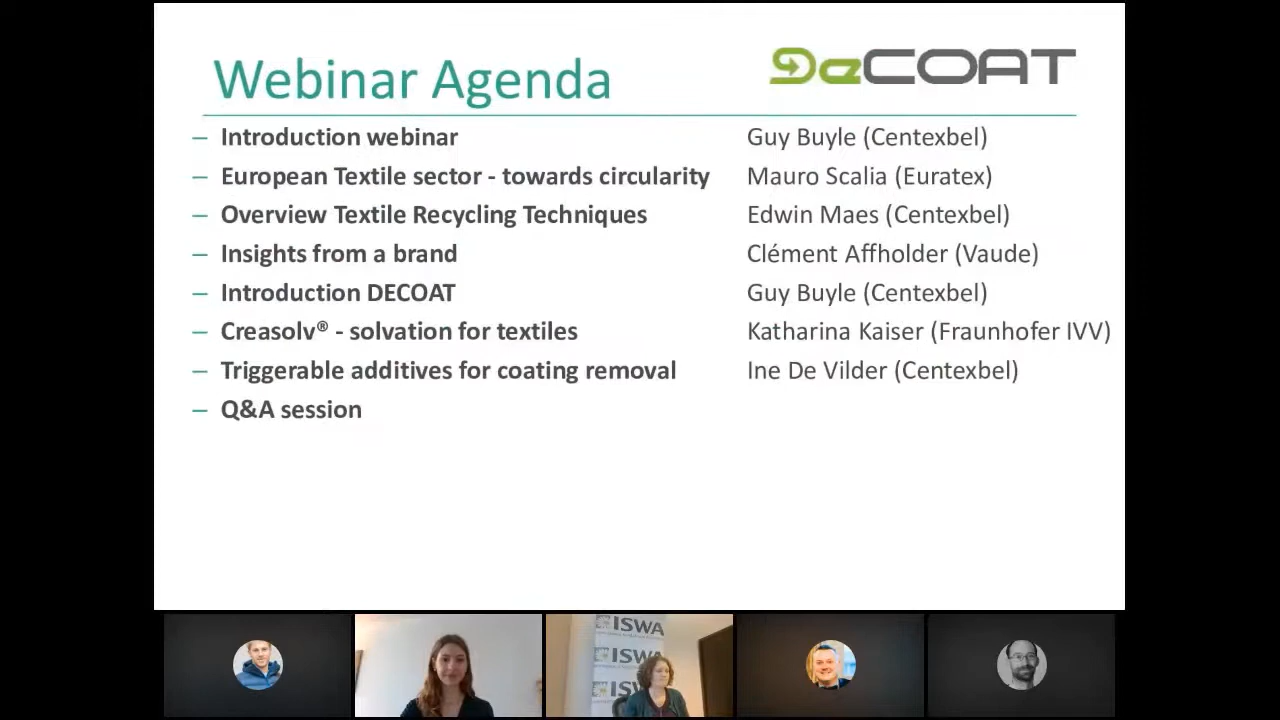 Webinar Agenda
DeCOAT
– Introduction webinar Guy Buyle (Centexbel)
– European Textile sector - towards circularity Mauro Scalia (Euratex)
– Overview Textile Recycling Techniques Edwin Maes (Centexbel)
– Insights from a brand Clément Affholder (Vaude)
– Introduction DECOAT Guy Buyle (Centexbel)
– Creasolv® - solvation for textiles Katharina Kaiser (Fraunhofer IVV)
– Triggerable additives for coating removal Ine De Vilder (Centexbel)
– Q&A session
ISWA
ISWA
ISW